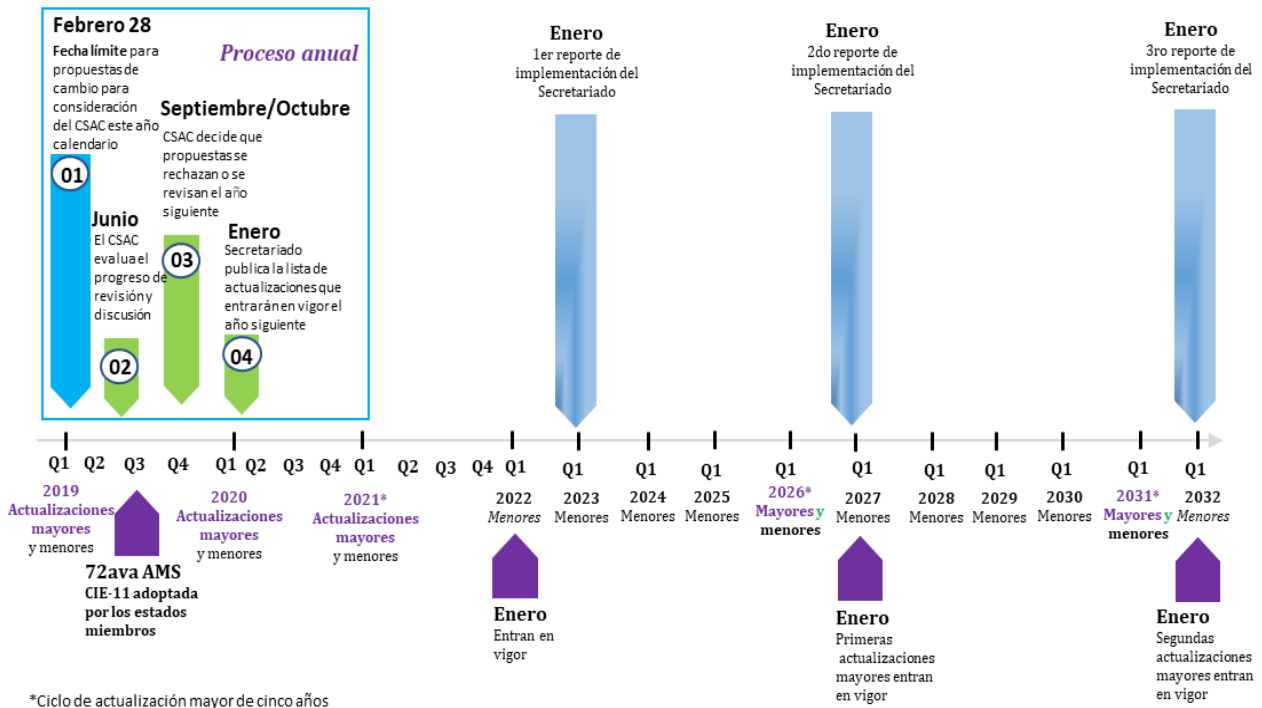 Febrero 28
Fecha límite para
propuestas de
cambio para
consideración
del CSAC este año
calendario
01
Proceso anual
Junio
El CSAC
evalua el
progreso de
revisión y
discusión
02
Septiembre/Octubre
CSAC decide que
propuestas se
rechazan o se
revisan el año
siguiente
03
Enero
Secretariado
publica la lista de
actualizaciones que
entrarán en vigor el
año siguiente
04
Enero
1er reporte de
implementación del
Secretariado
Enero
2do reporte de
implementación del
Secretariado
Enero
3ro reporte de
implementación del
Secretariado
Q1 Q2 Q3 Q4 Q1 Q2 Q3 Q4 Q1 Q2 Q3 Q4 Q1 Q1 Q1 Q1 Q1 Q1 Q1 Q1 Q1 Q1 Q1
2019
Actualizaciones
mayores
y menores
2020
Actualizaciones
mayores
y menores
2021*
Actualizaciones
mayores
y menores
2022
Menores
2023
Menores
2024
Menores
2025
Menores
2026*
Mayores y
menores
2027
Menores
2028
Menores
2029
Menores
2030
Menores
2031*
Mayores y
menores
2032
Menores
72ava AMS
CIE-11 adoptada
por los estados
miembros
Enero
Entran en
vigor
Enero
Primeras
actualizaciones
mayores entran
en vigor
Enero
Segundas
actualizaciones
mayores entran
en vigor
*Ciclo de actualización mayor de cinco años